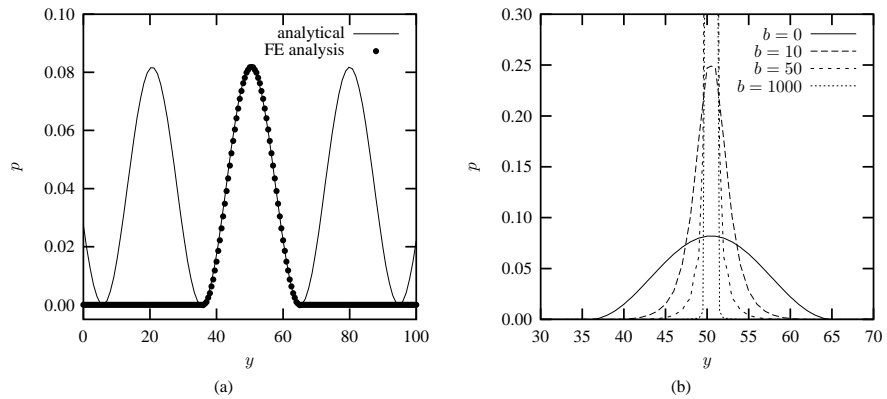 0.10
0.08
0.06
0.04
0.02
0.00
p
0
20
40
60
80
100
y
analytical
FE analysis
(a)
0.30
0.25
0.20
0.15
0.10
0.05
0.00
p
30
35
40
45
50
55
60
65
70
y
b = 0
b = 10
b = 50
b = 1000
(b)